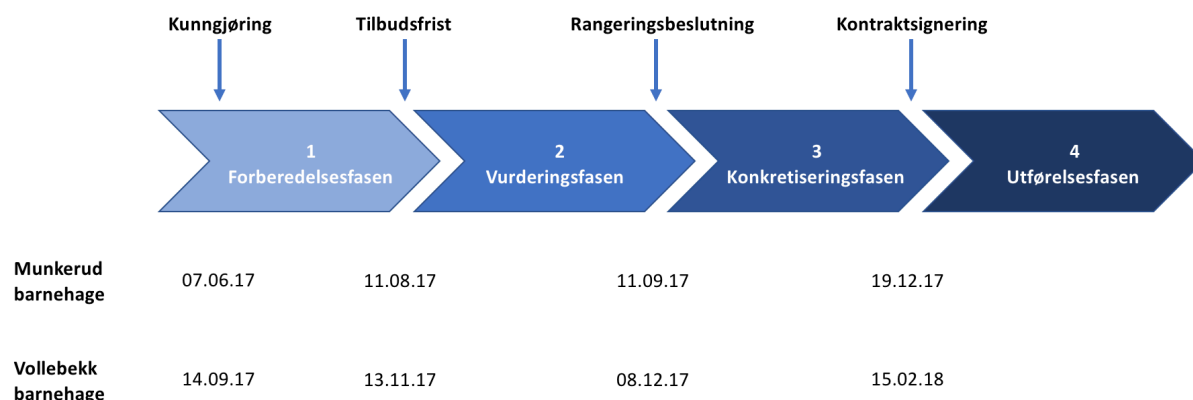 Kunngjøring Tilbudsfrist Rangeringsbeslutning Kontraktsignering
1 2 3 4
Forberedelsesfasen Vurderingsfasen Konkretiseringsfasen Utførelsesfasen
Munkerud
barnehage 07.06.17 11.08.17 11.09.17 19.12.17
Vollebekk
barnehage 14.09.17 13.11.17 08.12.17 15.02.18